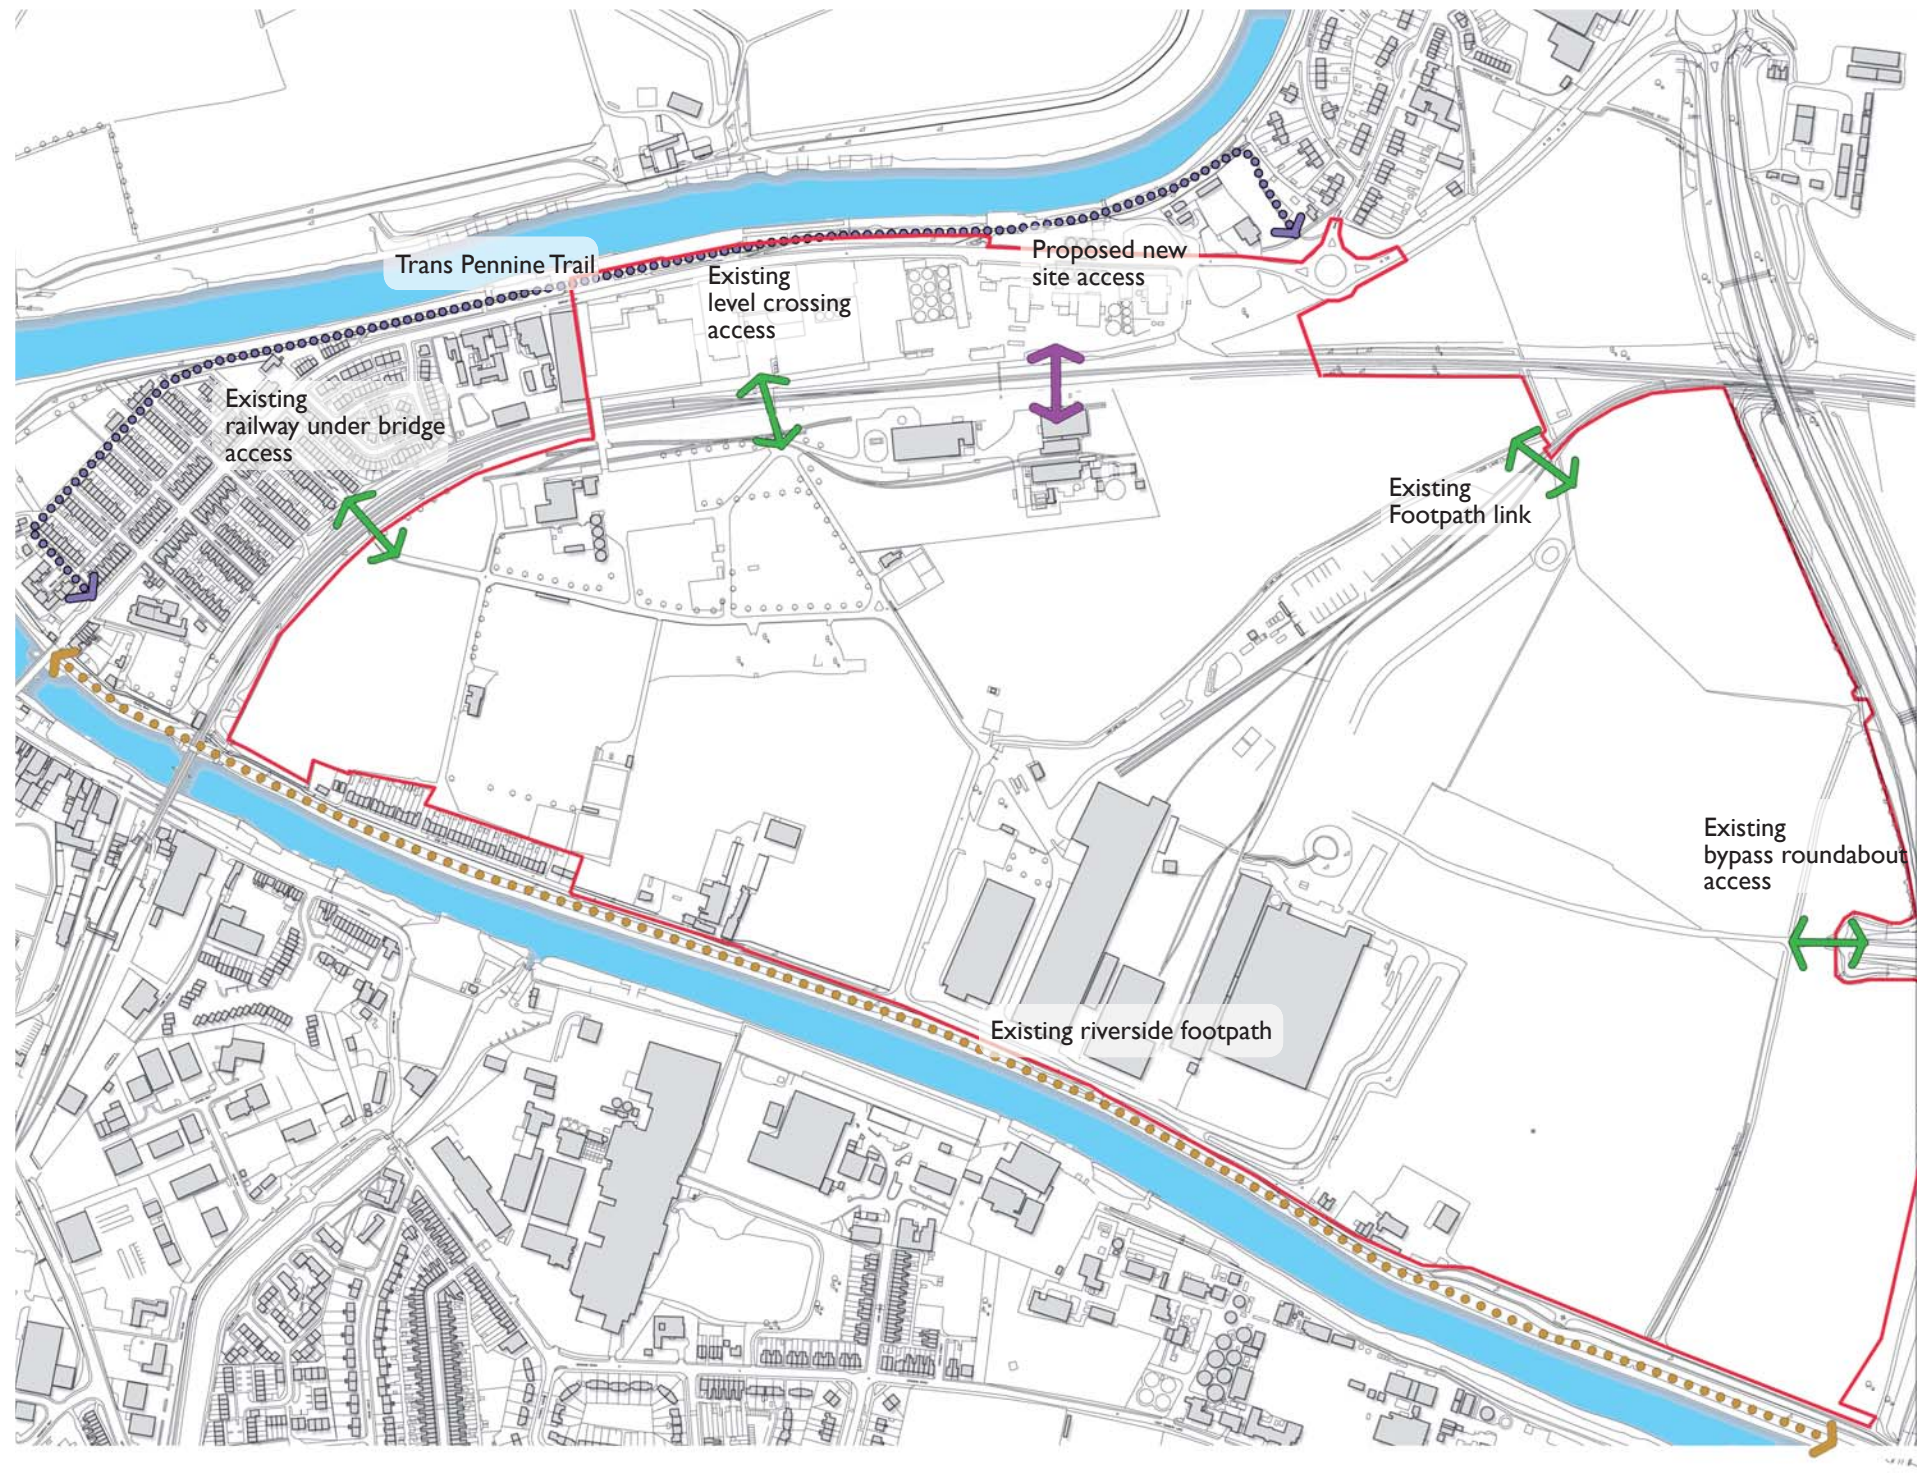 Trans Pennine Trail
Existing
level crossing
access
Proposed new
site access
Existing
railway under bridge
access
Existing
Footpath link
Existing
bypass roundabout
access
Existing riverside footpath